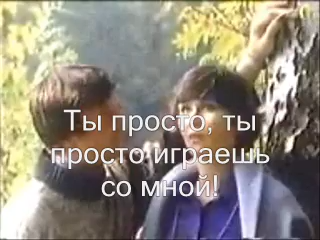 Ты просто, ты
просто играешь
со мной!